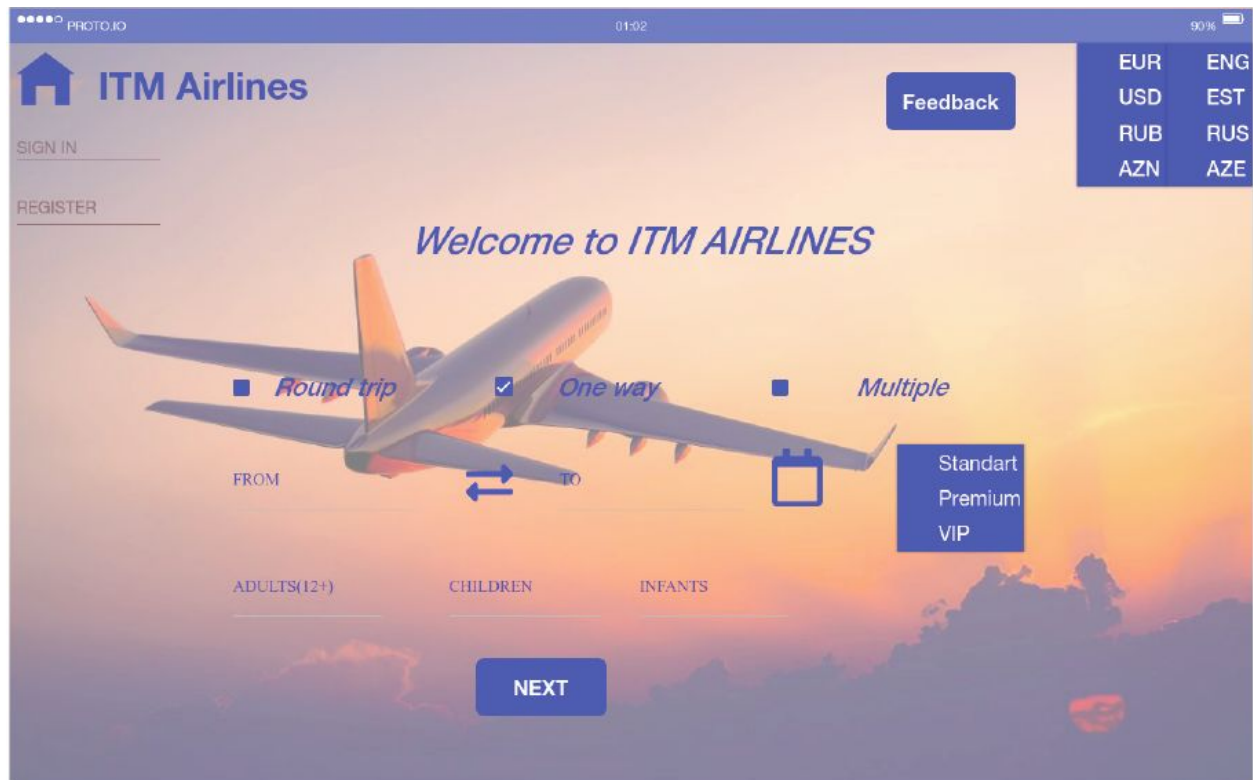 PROTO.IO 01:02 90%
ITM Airlines
Feedback
EUR ENG
USD EST
RUB RUS
AZN AZE
SIGN IN
REGISTER
Welcome to ITM AIRLINES
Round trip One way Multiple
FROM TO
Standart
Premium
VIP
ADULTS(12+) CHILDREN INFANTS
NEXT